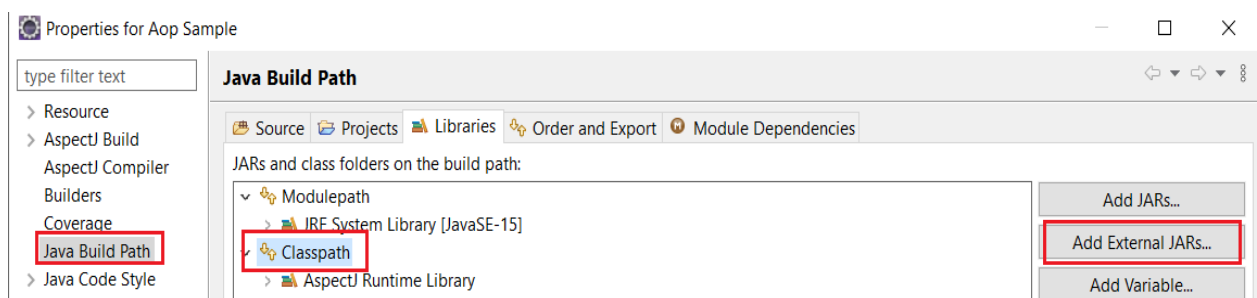 Properties for Aop Sample
type filter text
Java Build Path
Resource
AspectJ Build
AspectJ Compiler
Builders
Coverage
Java Build Path
Java Code Style
Source Projects Libraries Order and Export Module Dependencies
JARs and class folders on the build path:
Modulepath
JRE System Library [JavaSE-15]
Classpath
AspectJ Runtime Library
Add JARs...
Add External JARs...
Add Variable...